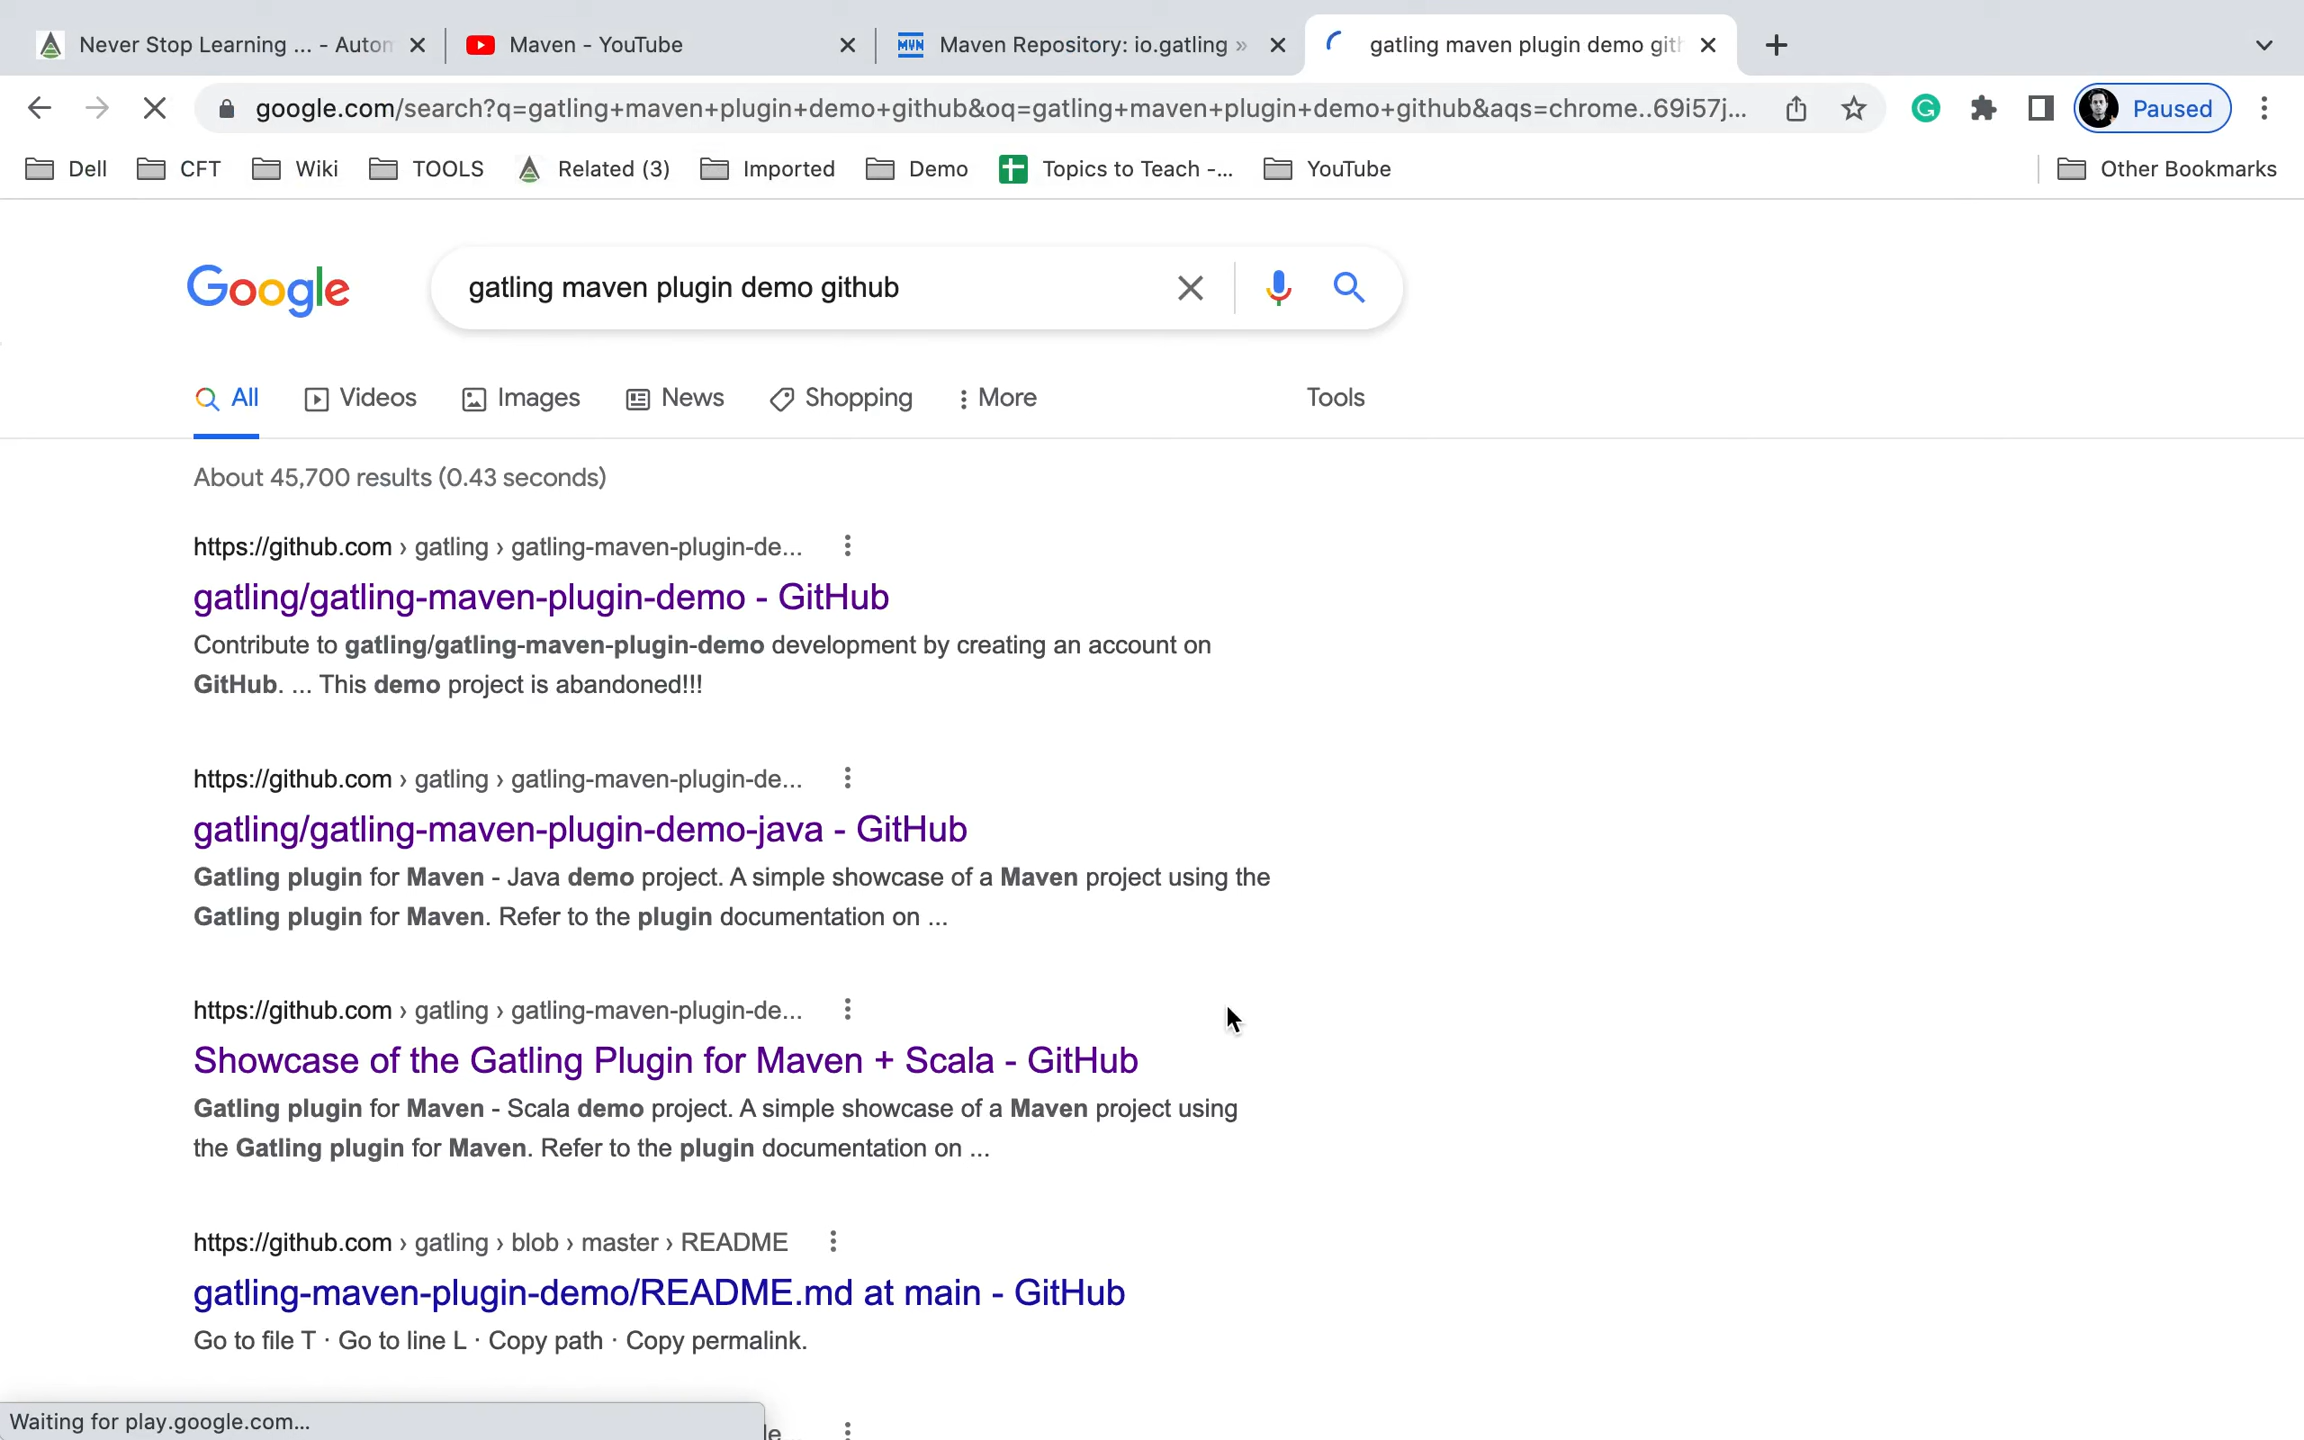 Never Stop Learning ... - Autom
Maven - YouTube
MVN Maven Repository: io.gatling »
gatling maven plugin demo git
google.com/search?q=gatling+maven+plugin+demo+github&oq=gatling+maven+plugin+demo+github&aqs=chrome..69i57j...
G
Paused
Dell
CFT
Wiki
TOOLS
Related (3)
Imported
Demo
Topics to Teach -...
YouTube
Other Bookmarks
Google
gatling maven plugin demo github
All
Videos
Images
News
Shopping
More
Tools
About 45,700 results (0.43 seconds)
https://github.com › gatling › gatling-maven-plugin-de...
gatling/gatling-maven-plugin-demo - GitHub
Contribute to gatling/gatling-maven-plugin-demo development by creating an account on
GitHub. ... This demo project is abandoned!!!
https://github.com › gatling › gatling-maven-plugin-de...
gatling/gatling-maven-plugin-demo-java - GitHub
Gatling plugin for Maven - Java demo project. A simple showcase of a Maven project using the
Gatling plugin for Maven. Refer to the plugin documentation on ...
https://github.com › gatling › gatling-maven-plugin-de...
Showcase of the Gatling Plugin for Maven + Scala - GitHub
Gatling plugin for Maven - Scala demo project. A simple showcase of a Maven project using
the Gatling plugin for Maven. Refer to the plugin documentation on ...
https://github.com › gatling › blob › master › README
gatling-maven-plugin-demo/README.md at main - GitHub
Go to file T · Go to line L · Copy path · Copy permalink.
Waiting for play.google.com...